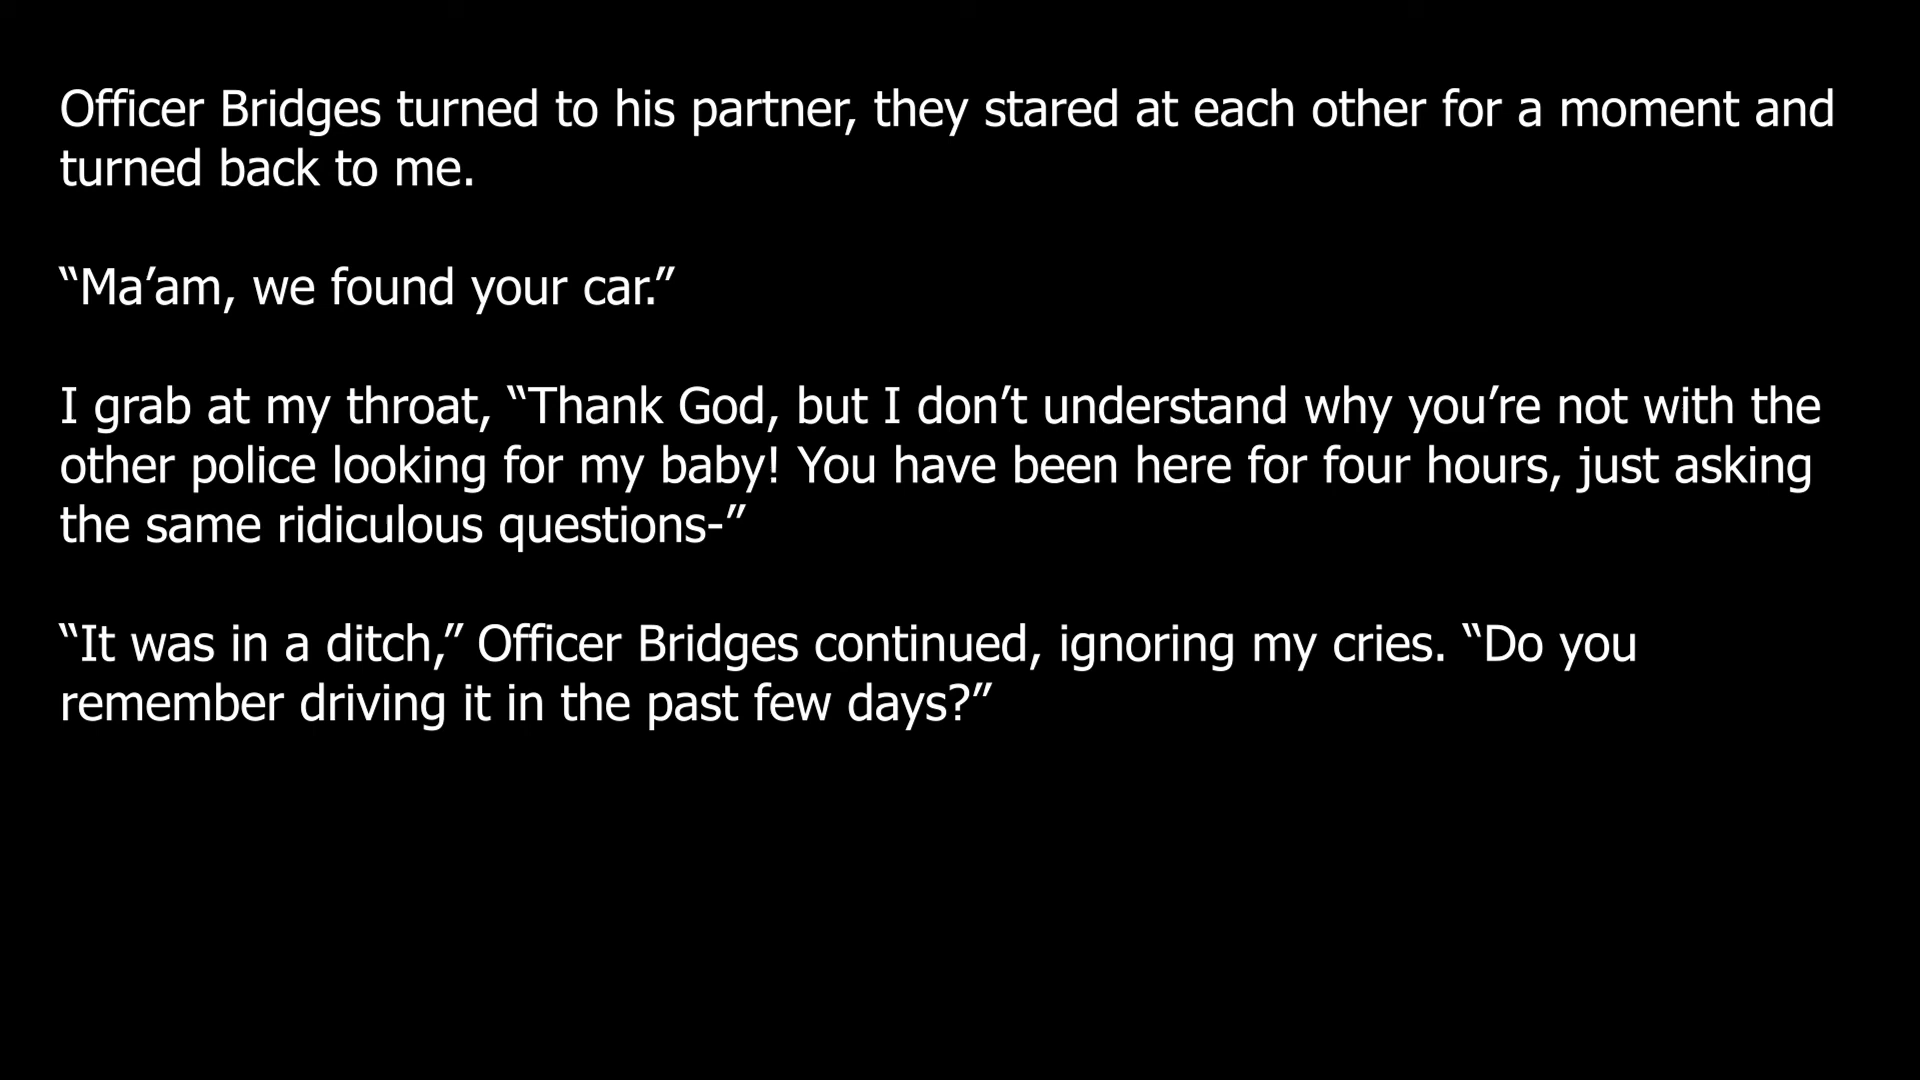 Officer Bridges turned to his partner, they stared at each other for a moment and
turned back to me.
“Ma’am, we found your car.”
I grab at my throat, “Thank God, but I don’t understand why you’re not with the
other police looking for my baby! You have been here for four hours, just asking
the same ridiculous questions-”
“It was in a ditch,” Officer Bridges continued, ignoring my cries. “Do you
remember driving it in the past few days?”